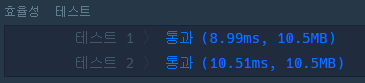 효율성 테스트
테스트 1 〉 통과 (8.99ms, 10.5MB)
테스트 2 〉 통과 (10.51ms, 10.5MB)